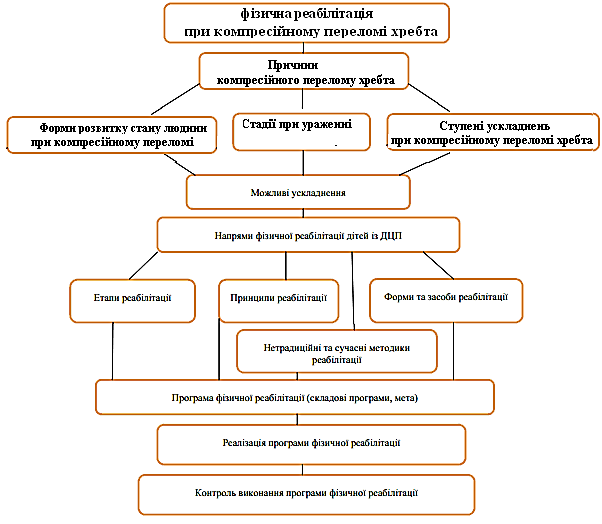 фізична реабілітація
при компресійному переломі хребта
Причини
компресійного перелому хребта
Форми розвитку стану людини
при компресійному переломі
Стадії при ураженні
.
Ступені ускладнень
при компресійному переломі хребта
Можливі ускладнення
Напрями фізичної реабілітації дітей із ДЦП
Етапи реабілітації
Принципи реабілітації
Форми та засоби реабілітації
Нетрадиційні та сучасні методики
реабілітації
Програма фізичної реабілітації (складові програми, мета)
Реалізація програми фізичної реабілітації
Контроль виконання програми фізичної реабілітації